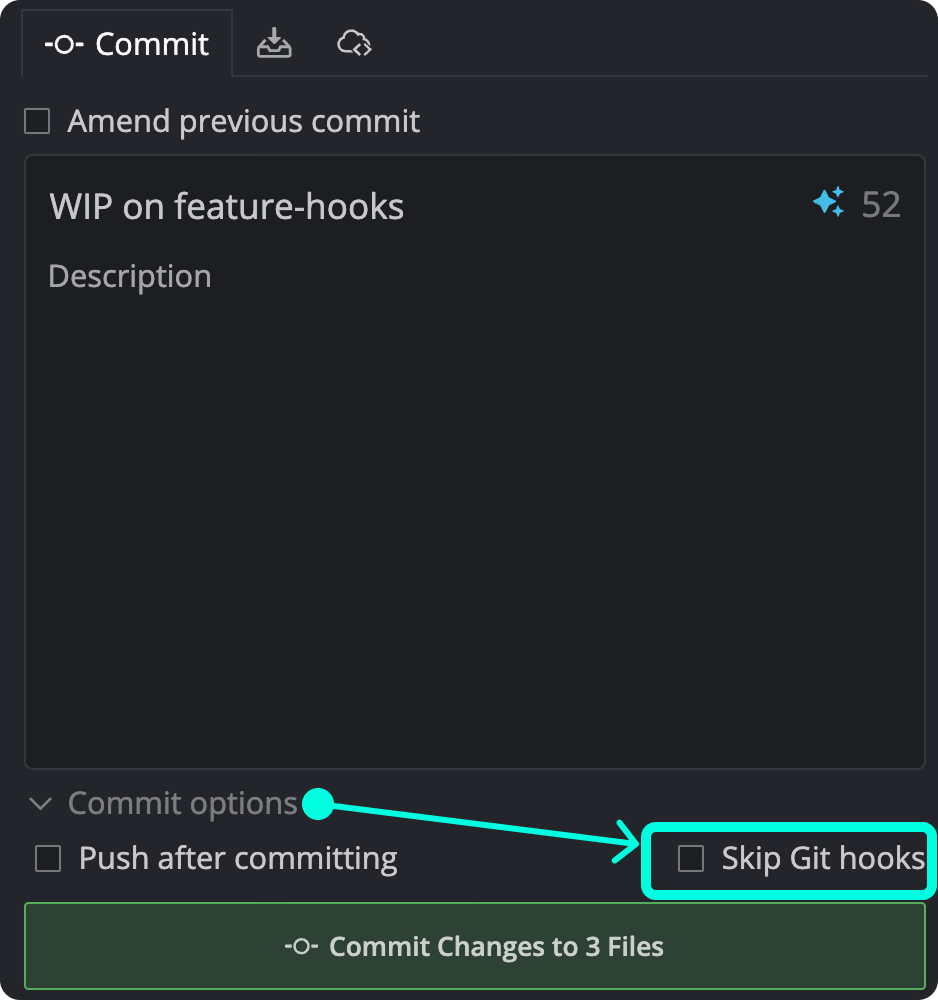 Commit
Amend previous commit
WIP on feature-hooks 52
Description
Commit options
Push after committing Skip Git hooks
Commit Changes to 3 Files